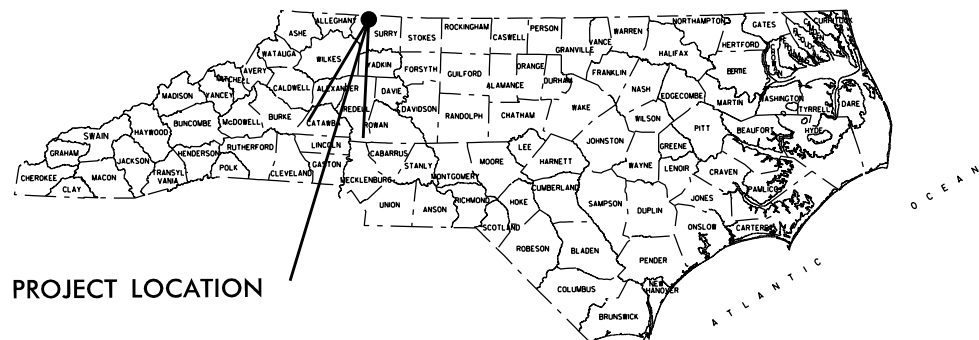 ALLEGHANY
SURRY
STOKES
ROCKINGHAM
CASWELL
PERSON
GRANVILLE
VANCE
WARREN
NORTHAMPTON
GATES
CURRITUCK
ASHE
HERTFORD
HALIFAX
WATAUGA
WILKES
YADKIN
FORSYTH
GUILFORD
ORANGE
DURHAM
FRANKLIN
BERTIE
AVERY
MITCHELL
CALDWELL
ALEXANDER
DAVIE
ALAMANCE
NASH
EDGECOMBE
MARTIN
WASHINGTON
TYRRELL
DARE
MADISON
YANCEY
IREDELL
DAVIDSON
RANDOLPH
CHATHAM
WAKE
WILSON
BUNCOMBE
McDOWELL
BURKE
CATAWBA
ROWAN
PITT
BEAUFORT
HYDE
SWAIN
HAYWOOD
RUTHERFORD
LINCOLN
CABARRUS
LEE
JOHNSTON
GREENE
GRAHAM
JACKSON
HENDERSON
POLK
CLEVELAND
GASTON
STANLY
MOORE
HARNETT
WAYNE
LENOIR
CRAVEN
CHEROKEE
CLAY
MACON
TRANSYL-
VANIA
MECKLENBURG
MONTGOMERY
CUMBERLAND
PAMLICO
UNION
ANSON
RICHMOND
HOKE
SAMPSON
DUPLIN
JONES
SCOTLAND
ONSLOW
CARTERET
ROBESON
BLADEN
PENDER
COLUMBUS
NEW
HANOVER
BRUNSWICK
ATLANTIC
OCEAN
PROJECT LOCATION